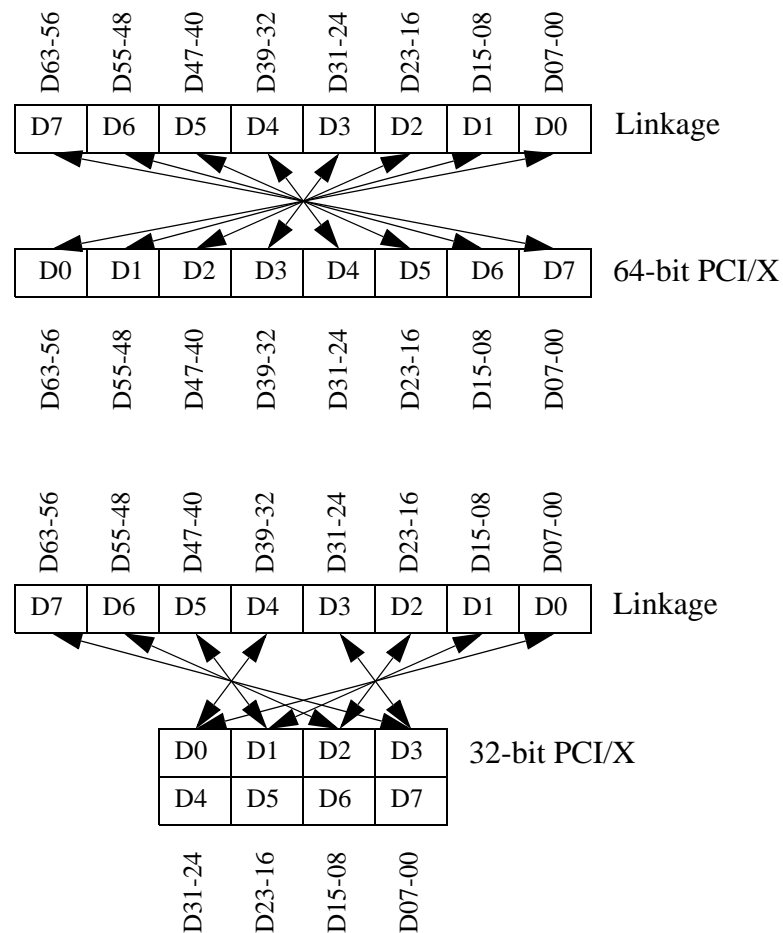 D63-56 D55-48 D47-40 D39-32 D31-24 D23-16 D15-08 D07-00
D7 D6 D5 D4 D3 D2 D1 D0 Linkage
D0 D1 D2 D3 D4 D5 D6 D7 64-bit PCI/X
D63-56 D55-48 D47-40 D39-32 D31-24 D23-16 D15-08 D07-00
D63-56 D55-48 D47-40 D39-32 D31-24 D23-16 D15-08 D07-00
D7 D6 D5 D4 D3 D2 D1 D0 Linkage
D0 D1 D2 D3 32-bit PCI/X
D4 D5 D6 D7
D31-24 D23-16 D15-08 D07-00